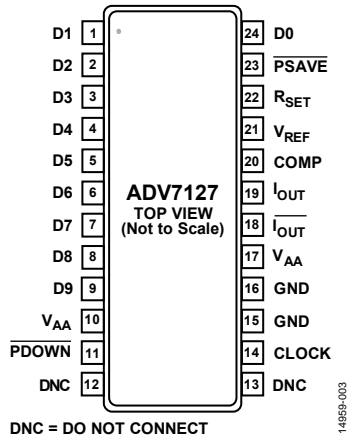 D1 1 24 D0
D2 2 23 PSAVE
D3 3 22 RSET
D4 4 21 VREF
D5 5 20 COMP
D6 6 ADV7127 19 IOUT
TOP VIEW
D7 7 (Not to Scale) 18 IOUT
D8 8 17 VAA
D9 9 16 GND
VAA 10 15 GND
PDOWN 11 14 CLOCK
DNC 12 13 DNC
DNC = DO NOT CONNECT
14959-003